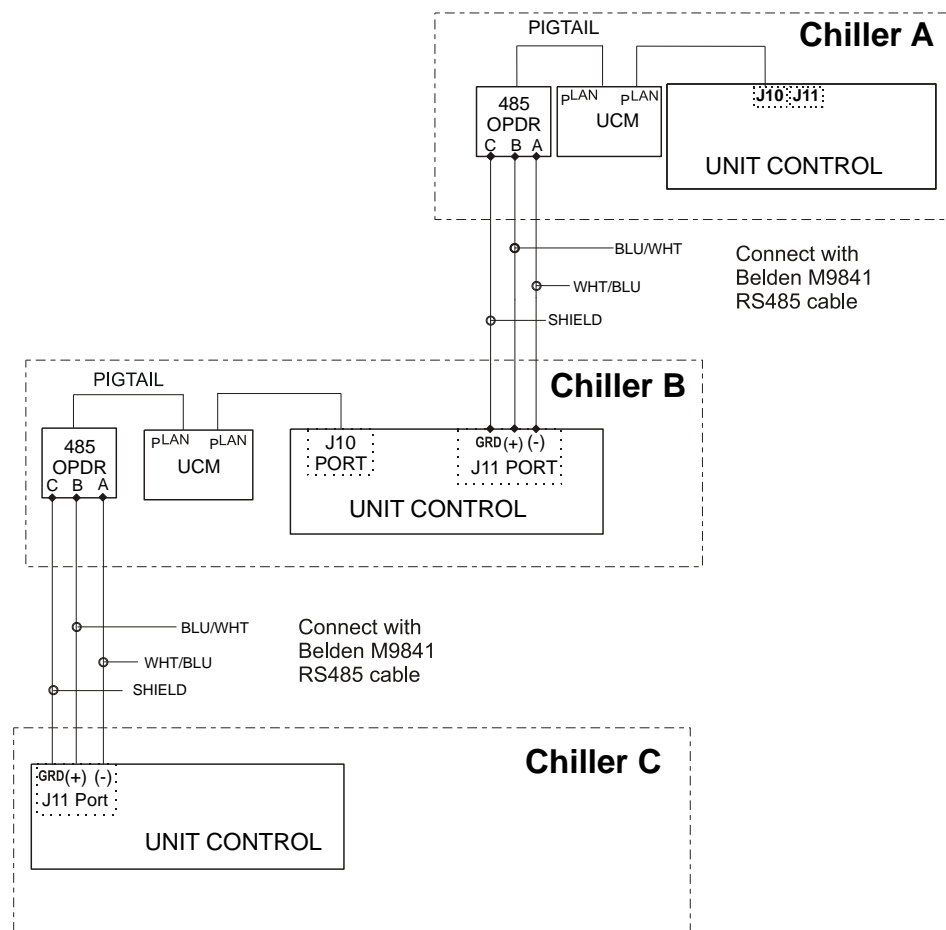 PIGTAIL
Chiller A
485
OPDR
C B A
pLAN pLAN
UCM
J10 J11
UNIT CONTROL
BLU/WHT
WHT/BLU
SHIELD
Connect with
Belden M9841
RS485 cable
PIGTAIL
Chiller B
485
OPDR
C B A
pLAN pLAN
UCM
J10
PORT
GRD (+) (-)
J11 PORT
UNIT CONTROL
BLU/WHT
WHT/BLU
SHIELD
Connect with
Belden M9841
RS485 cable
Chiller C
GRD (+) (-)
J11 Port
UNIT CONTROL